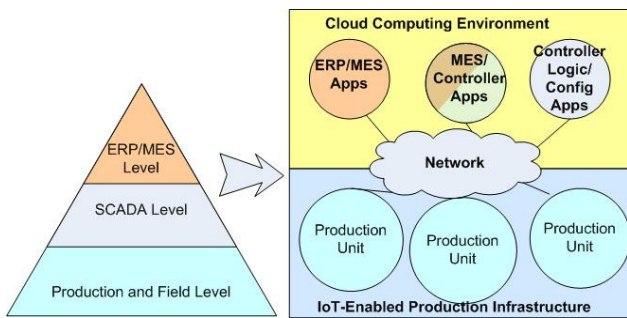 ERP/MES
Level
SCADA Level
Production and Field Level
Cloud Computing Environment
ERP/MES
Apps
MES/
Controller
Apps
Controller
Logic/
Config
Apps
Network
Production
Unit
Production
Unit
Production
Unit
IoT-Enabled Production Infrastructure